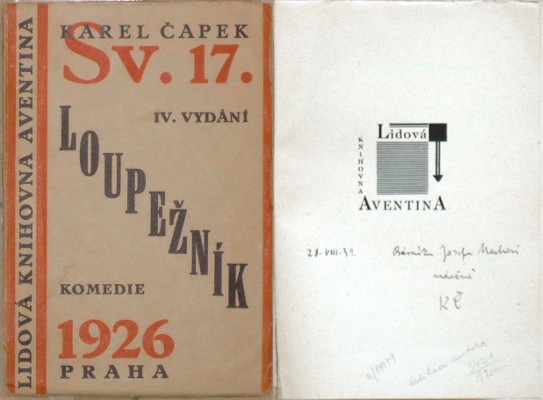 LIDOVÁ KNIHOVNA AVENTINA
KAREL ČAPEK
Sv. 17.
IV. VYDÁNÍ
LOUPEŽNÍK
KOMEDIE
1926
PRAHA
Lidová
KNIHOVNA
AVENTINA
28. VIII. 31.
KČ